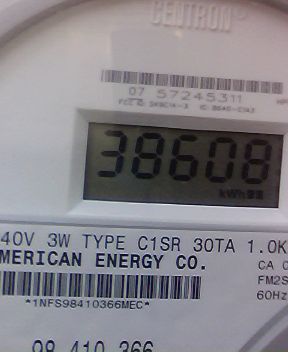 CENTRON
07 57245311
38608
kWh
40V 3W TYPE C1SR 30TA 1.0K
MERICAN ENERGY CO.
CA
FM2S
60Hz
*1NFS98410366MEC*
98 410 366